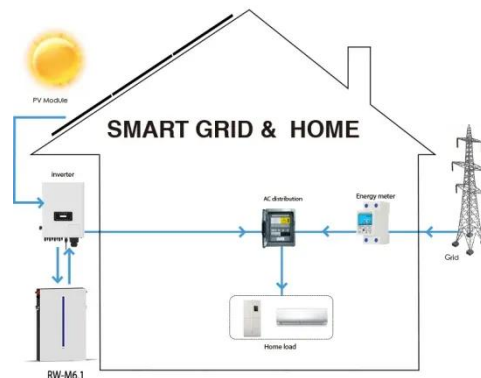 PV Module
SMART GRID & HOME
inverter
AC distribution
Energy meter
Grid
Home load
RW-M6.1